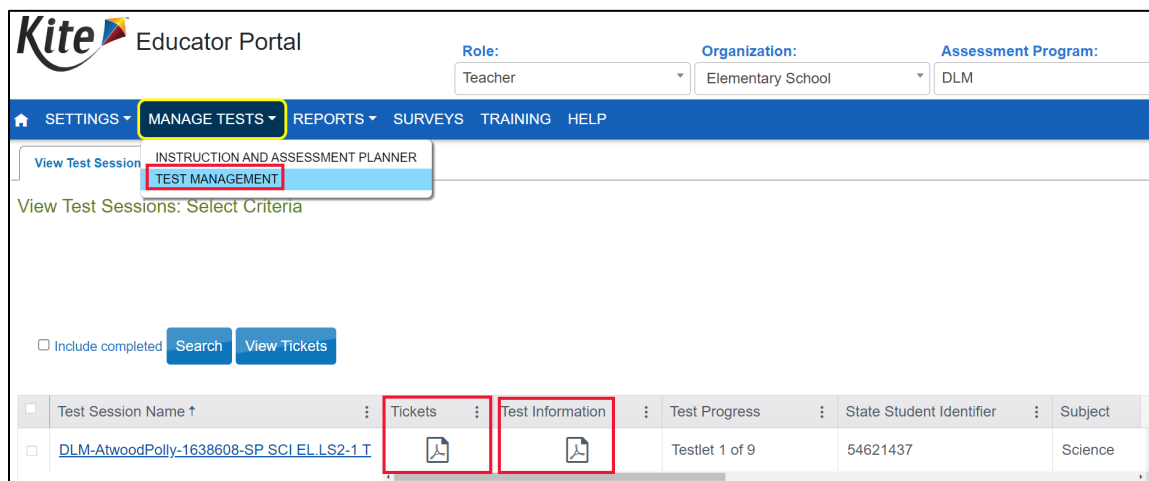 Kite Educator Portal
Role: Organization: Assessment Program:
Teacher Elementary School DLM
SETTINGS MANAGE TESTS REPORTS SURVEYS TRAINING HELP
View Test Session INSTRUCTION AND ASSESSMENT PLANNER
TEST MANAGEMENT
View Test Sessions: Select Criteria
Include completed Search View Tickets
Test Session Name ↑ Tickets Test Information Test Progress State Student Identifier Subject
DLM-AtwoodPolly-1638608-SP SCI EL.LS2-1 T Testlet 1 of 9 54621437 Science